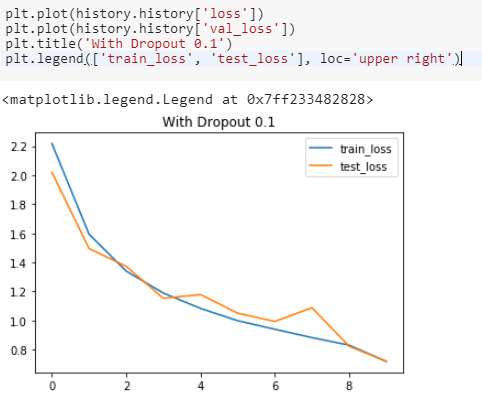 plt.plot(history.history['loss'])
plt.plot(history.history['val_loss'])
plt.title('With Dropout 0.1')
plt.legend(['train_loss', 'test_loss'], loc='upper right')
<matplotlib.legend.Legend at 0x7ff233482828>
With Dropout 0.1
train_loss
test_loss
2.2
2.0
1.8
1.6
1.4
1.2
1.0
0.8
0 2 4 6 8